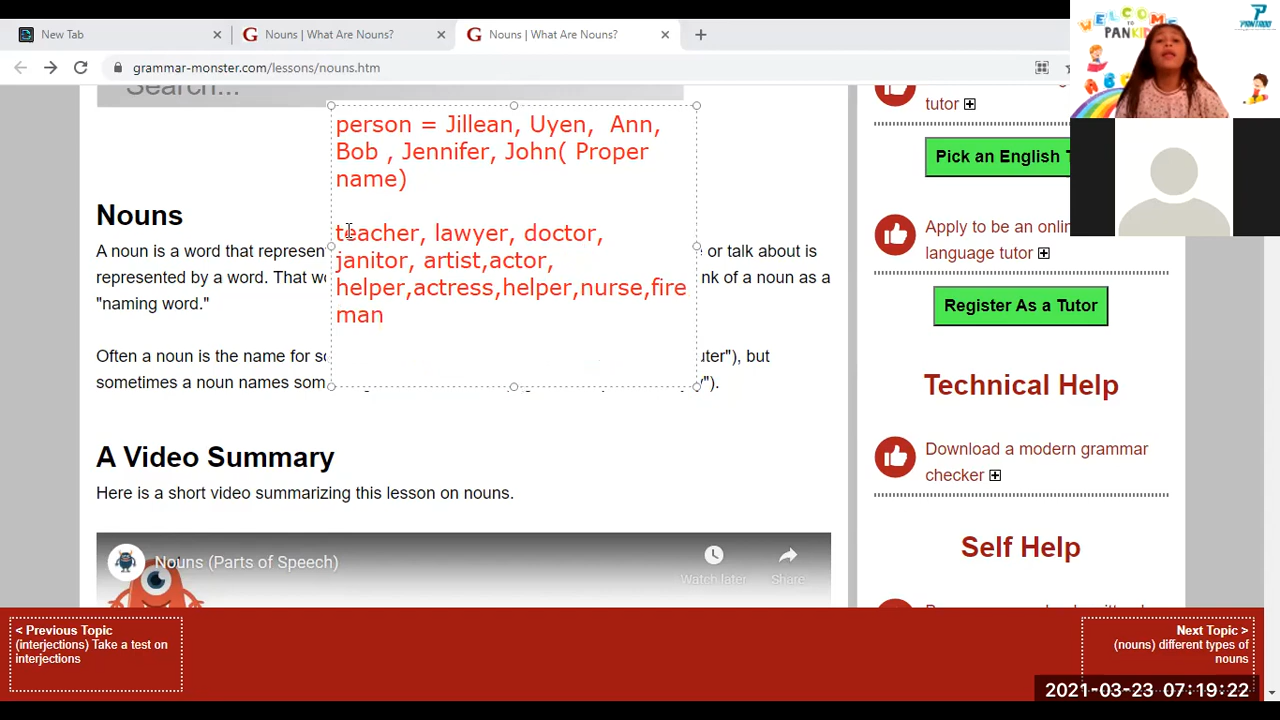 New Tab
Nouns | What Are Nouns?
Nouns | What Are Nouns?
grammar-monster.com/lessons/nouns.htm
WELCOME
TO
PAN
Search...
person = Jillean, Uyen,  Ann,
Bob , Jennifer, John( Proper
name)
teacher, lawyer, doctor,
janitor, artist,actor,
helper,actress,helper,nurse,fire
man
Nouns
A noun is a word that represen
e or talk about is
represented by a word. That
nk of a noun as a
"naming word."
Often a noun is the name for
uter"), but
sometimes a noun names som
y").
A Video Summary
Here is a short video summarizing this lesson on nouns.
Nouns (Parts of Speech)
Watch later
Share
tutor
Pick an English
Apply to be an onlin
language tutor
Register As a Tutor
Technical Help
Download a modern grammar
checker
Self Help
< Previous Topic
(interjections) Take a test on
interjections
Next Topic >
(nouns) different types of
nouns
2021-03-23 07:19:22